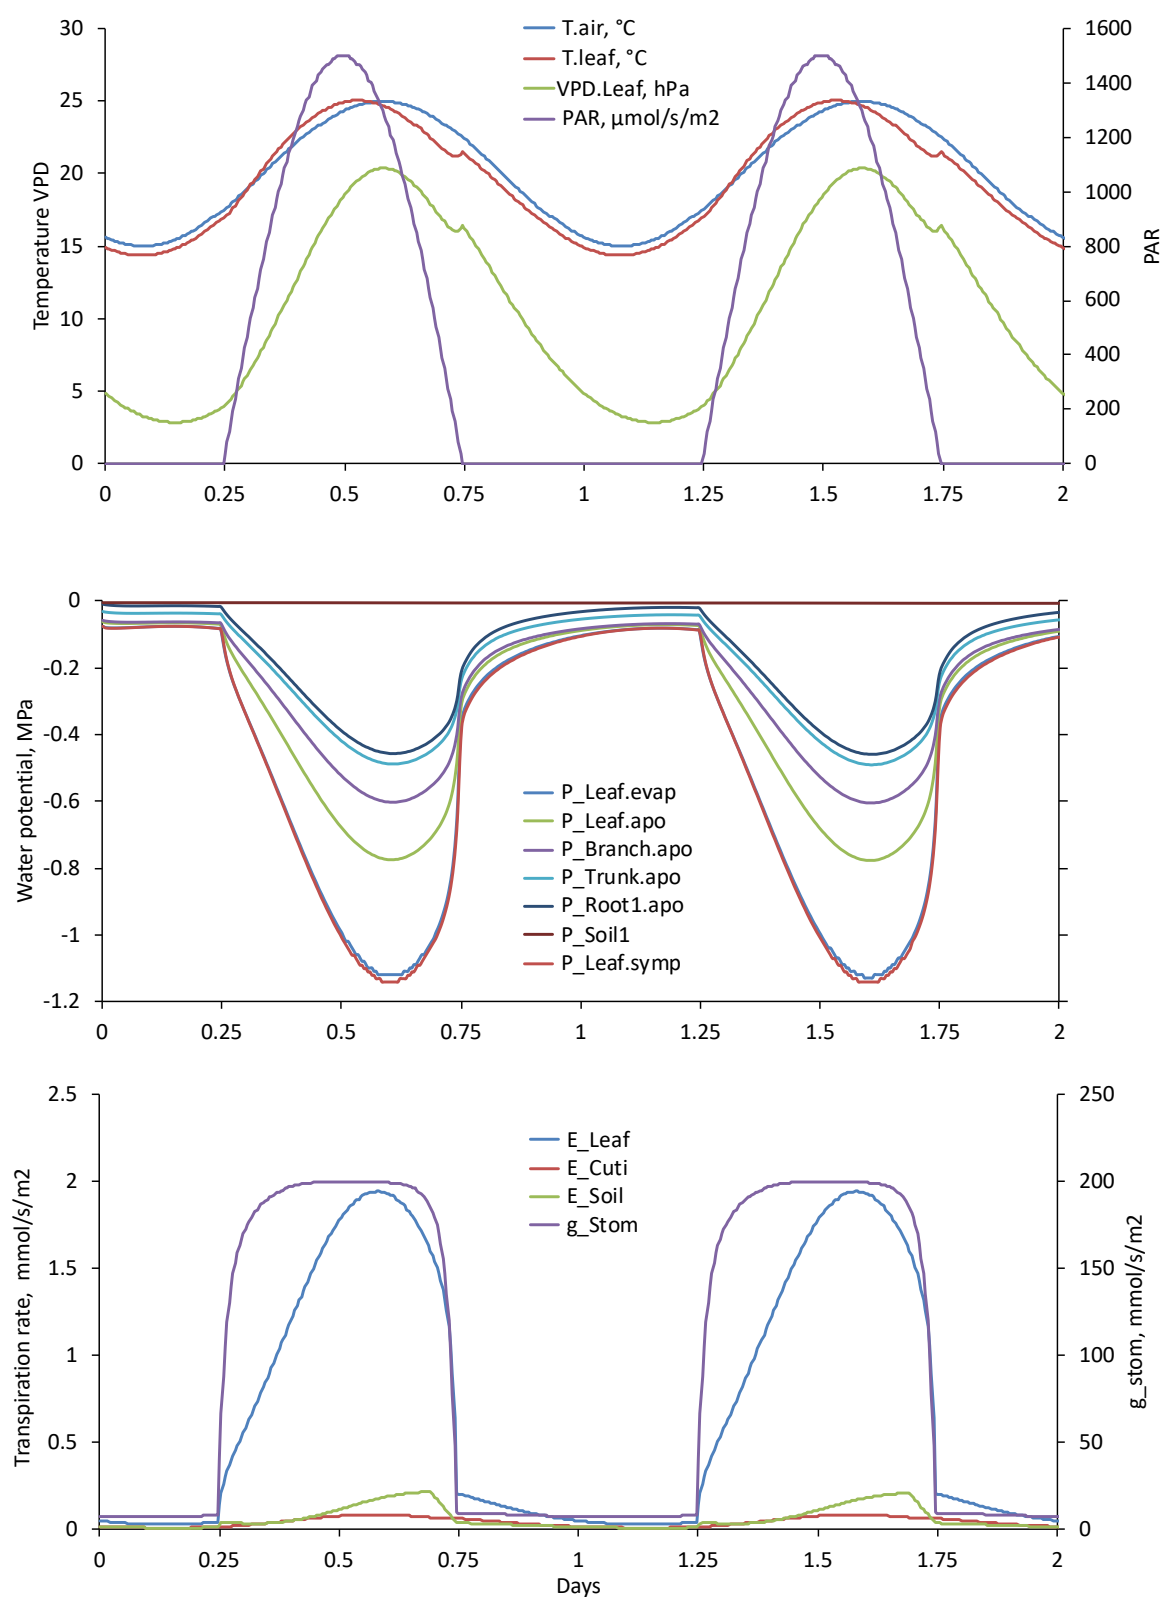 30
25
20
15
10
5
0
Temperature VPD
T.air, °C
T.leaf, °C
VPD.Leaf, hPa
PAR, µmol/s/m2
1600
1400
1200
1000
800
600
400
200
0
PAR
0 0.25 0.5 0.75 1 1.25 1.5 1.75 2
0
-0.2
-0.4
-0.6
-0.8
-1
-1.2
Water potential, MPa
P_Leaf.evap
P_Leaf.apo
P_Branch.apo
P_Trunk.apo
P_Root1.apo
P_Soil1
P_Leaf.symp
0 0.25 0.5 0.75 1 1.25 1.5 1.75 2
2.5
2
1.5
1
0.5
0
Transpiration rate, mmol/s/m2
E_Leaf
E_Cuti
E_Soil
g_Stom
250
200
150
100
50
0
g_stom, mmol/s/m2
0 0.25 0.5 0.75 1 1.25 1.5 1.75 2
Days